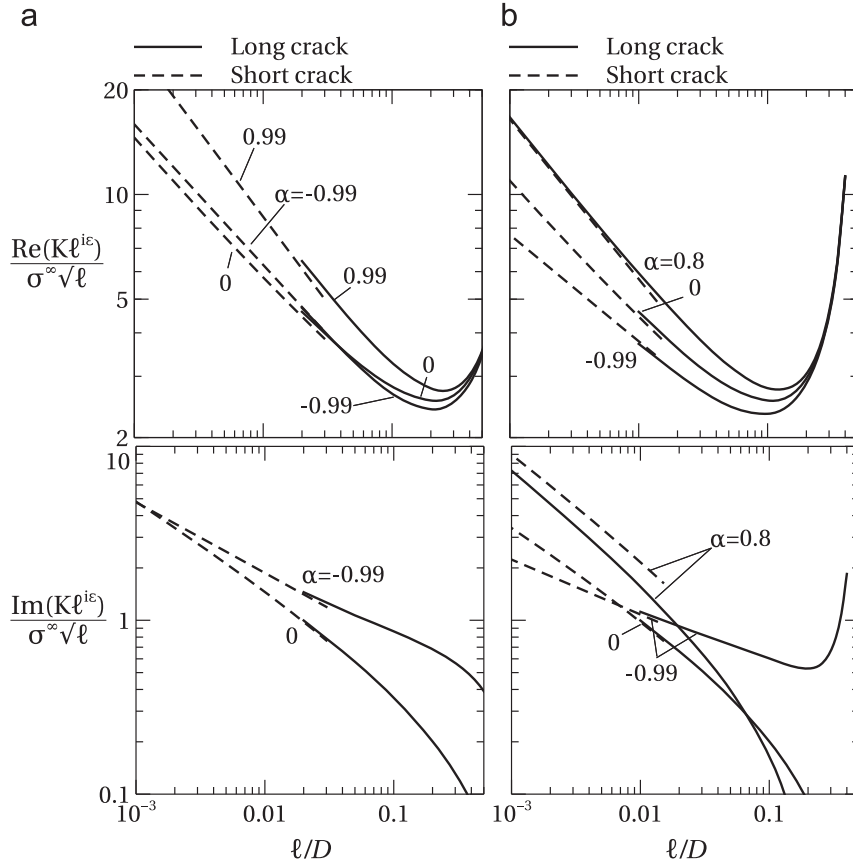 a
b
Long crack
Short crack
Long crack
Short crack
20
10
5
2
Re(Kℓ^{iε})
σ^∞√ℓ
0.99
α=-0.99
0
0.99
0
-0.99
α=0.8
0
-0.99
10
1
0.1
Im(Kℓ^{iε})
σ^∞√ℓ
α=-0.99
0
α=0.8
0
-0.99
10^{-3}
0.01
0.1
10^{-3}
0.01
0.1
ℓ/D
ℓ/D